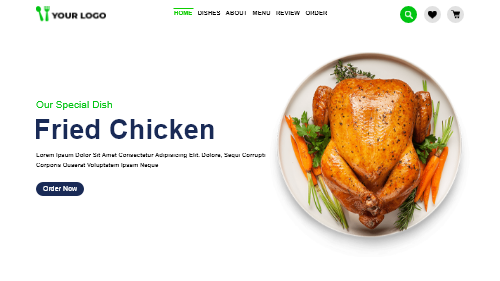 YOUR LOGO
HOME DISHES ABOUT MENU REVIEW ORDER
Our Special Dish
Fried Chicken
Lorem Ipsum Dolor Sit Amet Consectetur Adipisicing Elit. Dolore, Sequi Corrupti
Corporis Quaerat Voluptatem Ipsam Neque
Order Now